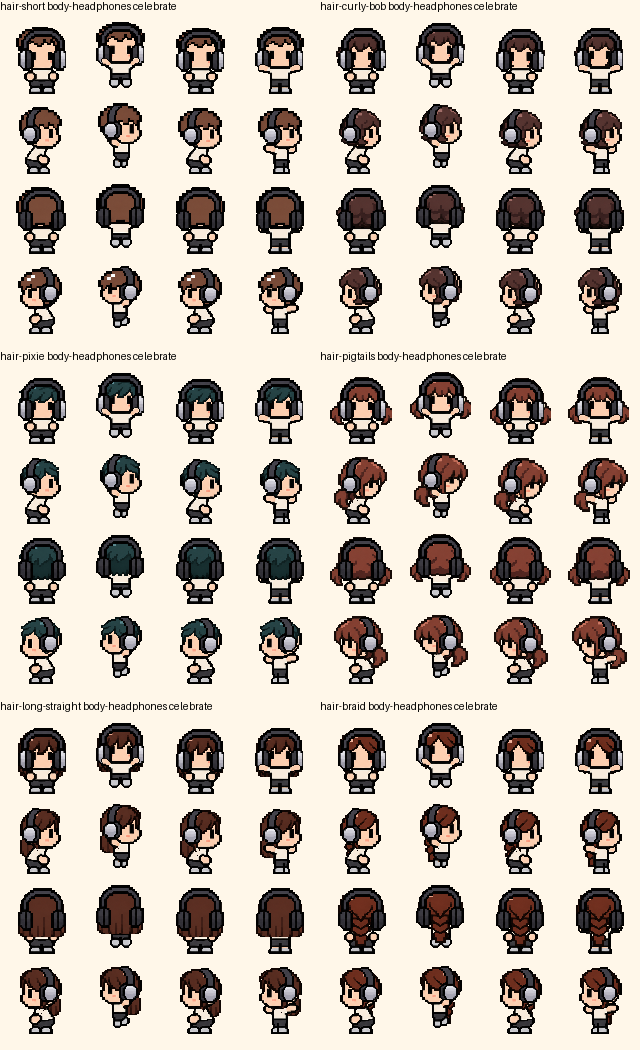 hair-short body-headphones celebrate
hair-curly-bob body-headphones celebrate
hair-pixie body-headphones celebrate
hair-pigtails body-headphones celebrate
hair-long-straight body-headphones celebrate
hair-braid body-headphones celebrate